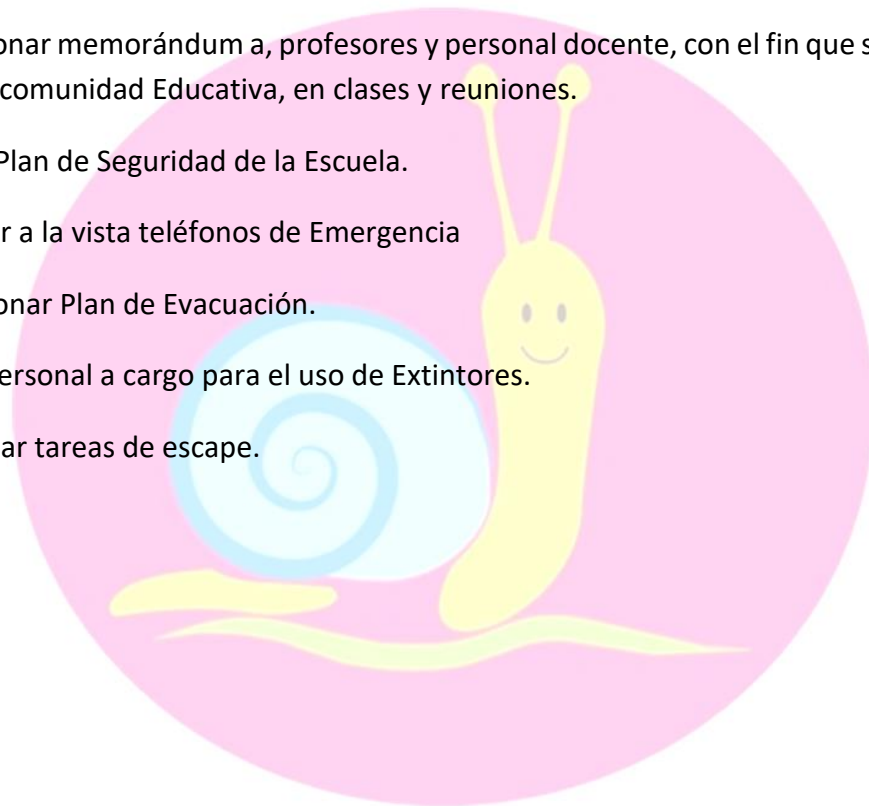 onar memorándum a, profesores y personal docente, con el fin que s
comunidad Educativa, en clases y reuniones.
Plan de Seguridad de la Escuela.
r a la vista teléfonos de Emergencia
onar Plan de Evacuación.
ersonal a cargo para el uso de Extintores.
ar tareas de escape.